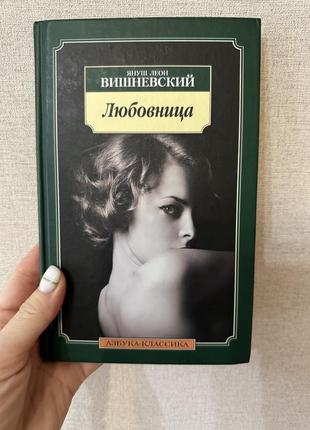 ЯНУШ ЛЕОН
ВИШНЕВСКИЙ
Любовница
АЗБУКА-КЛАССИКА